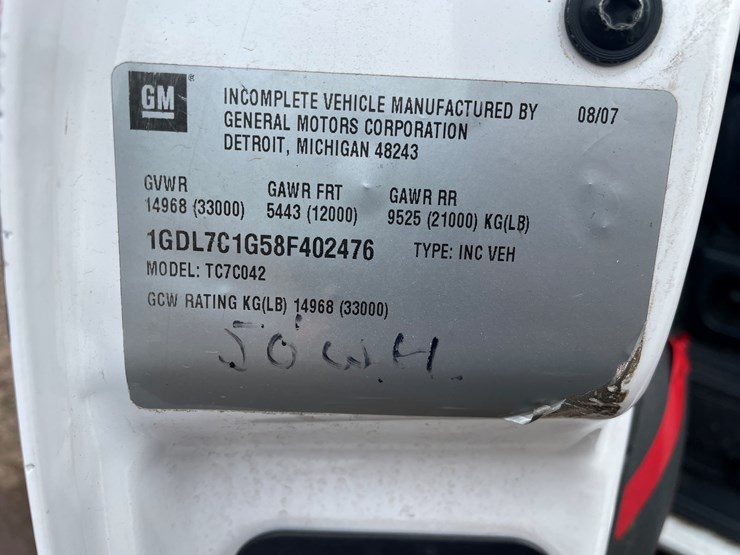 GM
INCOMPLETE VEHICLE MANUFACTURED BY 08/07
GENERAL MOTORS CORPORATION
DETROIT, MICHIGAN 48243
GVWR GAWR FRT GAWR RR
14968 (33000) 5443 (12000) 9525 (21000) KG(LB)
1GDL7C1G58F402476 TYPE: INC VEH
MODEL: TC7C042
GCW RATING KG(LB) 14968 (33000)